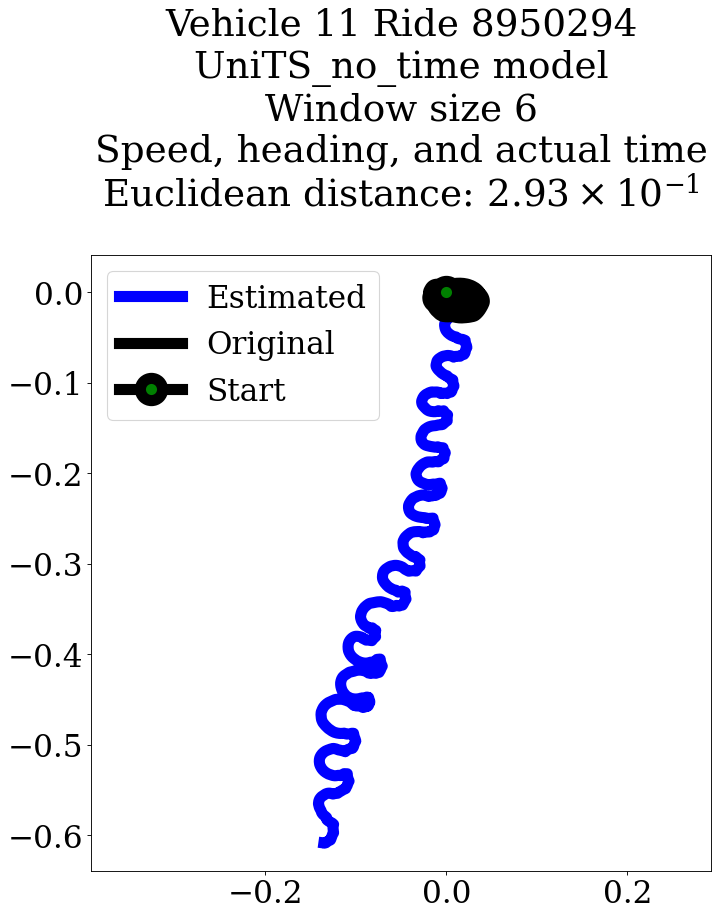 Vehicle 11 Ride 8950294
UniTS_no_time model
Window size 6
Speed, heading, and actual time
Euclidean distance: 2.93 × 10⁻¹
Estimated
Original
Start
0.0
−0.1
−0.2
−0.3
−0.4
−0.5
−0.6
−0.2 0.0 0.2